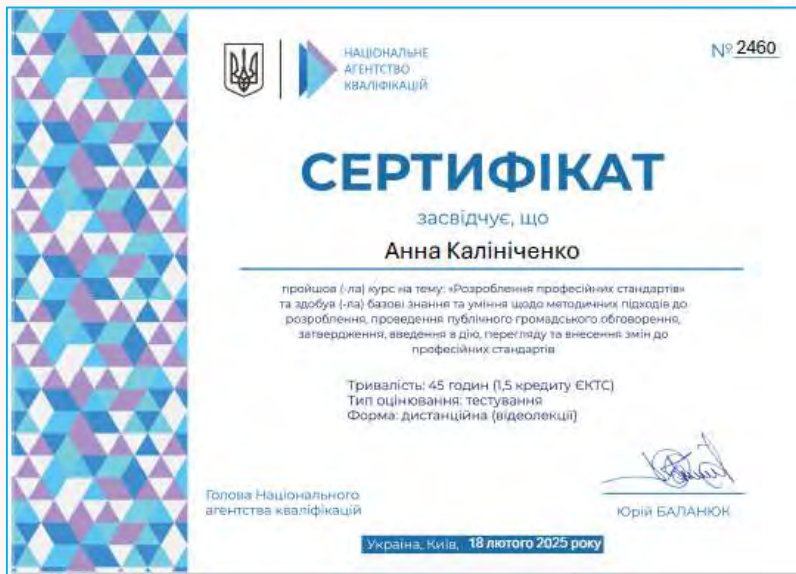 НАЦІОНАЛЬНЕ
АГЕНТСТВО
КВАЛІФІКАЦІЙ
№ 2460
СЕРТИФІКАТ
засвідчує, що
Анна Калініченко
пройшов (-ла) курс на тему: «Розроблення професійних стандартів»
та здобув (-ла) базові знання та уміння щодо методичних підходів до
розроблення, проведення публічного громадського обговорення,
затвердження, введення в дію, перегляду та внесення змін до
професійних стандартів
Тривалість: 45 годин (1,5 кредиту ЄКТС)
Тип оцінювання: тестування
Форма: дистанційна (відеолекції)
Голова Національного
агентства кваліфікацій
Юрій БАЛАНЮК
Україна, Київ, 18 лютого 2025 року